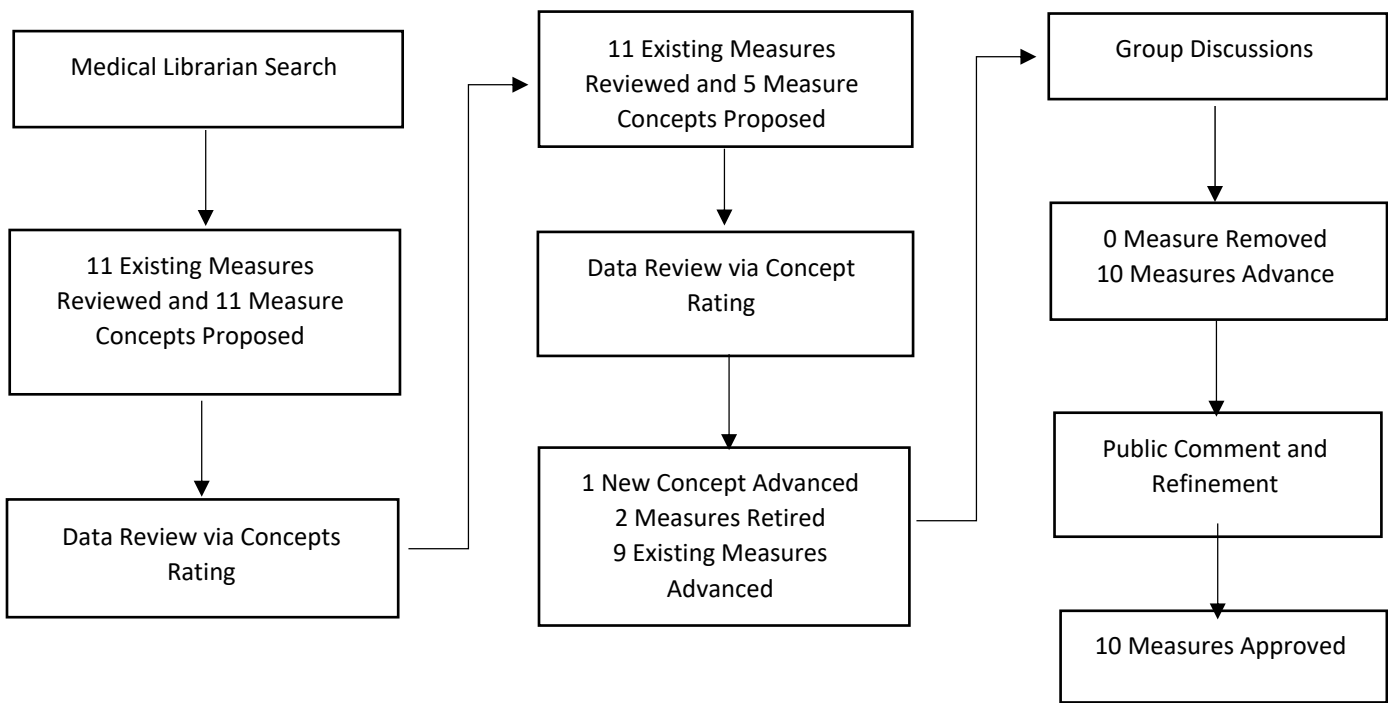 Medical Librarian Search
11 Existing Measures
Reviewed and 11 Measure
Concepts Proposed
Data Review via Concepts
Rating
11 Existing Measures
Reviewed and 5 Measure
Concepts Proposed
Data Review via Concept
Rating
1 New Concept Advanced
2 Measures Retired
9 Existing Measures
Advanced
Group Discussions
0 Measure Removed
10 Measures Advance
Public Comment and
Refinement
10 Measures Approved